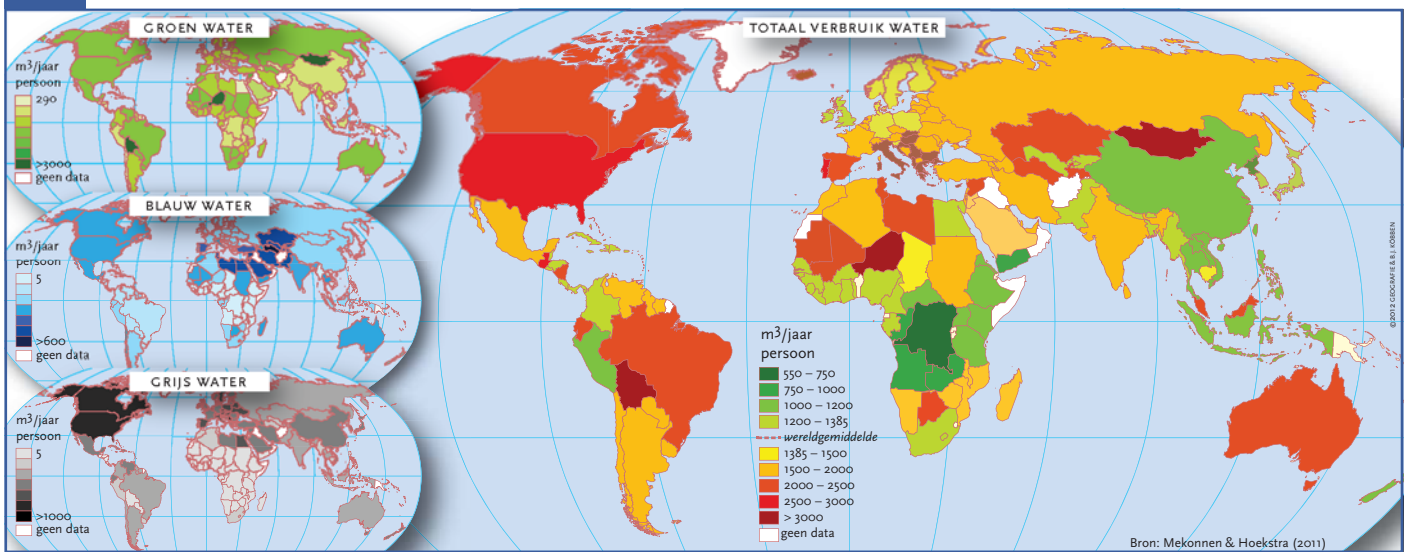 GROEN WATER
m3/jaar
persoon
290
>3000
geen data
BLAUW WATER
m3/jaar
persoon
5
>600
geen data
GRIJS WATER
m3/jaar
persoon
5
>1000
geen data
TOTAAL VERBRUIK WATER
m3/jaar
persoon
550 – 750
750 – 1000
1000 – 1200
1200 – 1385
wereldgemiddelde
1385 – 1500
1500 – 2000
2000 – 2500
2500 – 3000
> 3000
geen data
©2012 GEOGRAFIE & B.J. KÖBBEN
Bron: Mekonnen & Hoekstra (2011)